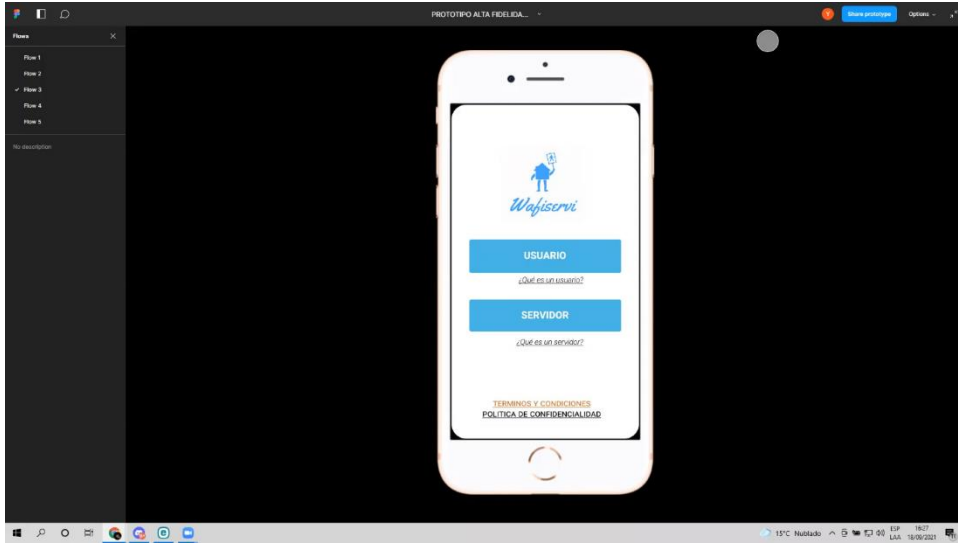 PROTOTIPO ALTA FIDELIDA...
Share prototype
Options
Flows
Flow 1
Flow 2
Flow 3
Flow 4
Flow 5
No description
Wafiservi
USUARIO
¿Qué es un usuario?
SERVIDOR
¿Qué es un servidor?
TERMINOS Y CONDICIONES
POLITICA DE CONFIDENCIALIDAD
15°C Nublado
ESP
LAA
16:27
18/09/2021